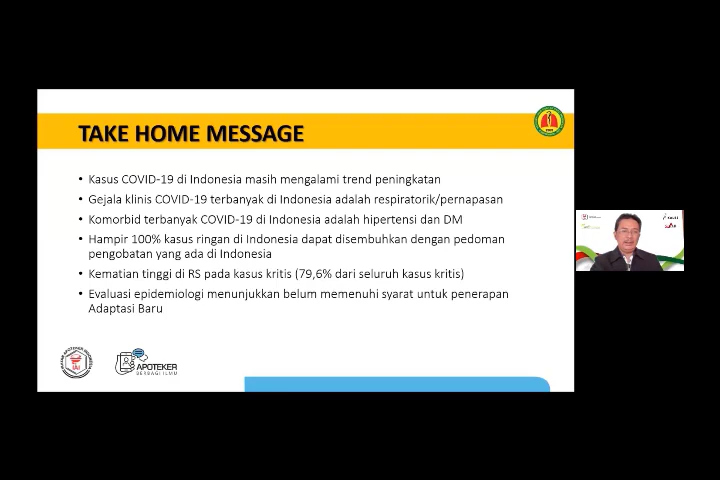 TAKE HOME MESSAGE
• Kasus COVID-19 di Indonesia masih mengalami trend peningkatan
• Gejala klinis COVID-19 terbanyak di Indonesia adalah respiratorik/pernapasan
• Komorbid terbanyak COVID-19 di Indonesia adalah hipertensi dan DM
• Hampir 100% kasus ringan di Indonesia dapat disembuhkan dengan pedoman
pengobatan yang ada di Indonesia
• Kematian tinggi di RS pada kasus kritis (79,6% dari seluruh kasus kritis)
• Evaluasi epidemiologi menunjukkan belum memenuhi syarat untuk penerapan
Adaptasi Baru
IAI
APOTEKER
BERBAGI ILMU